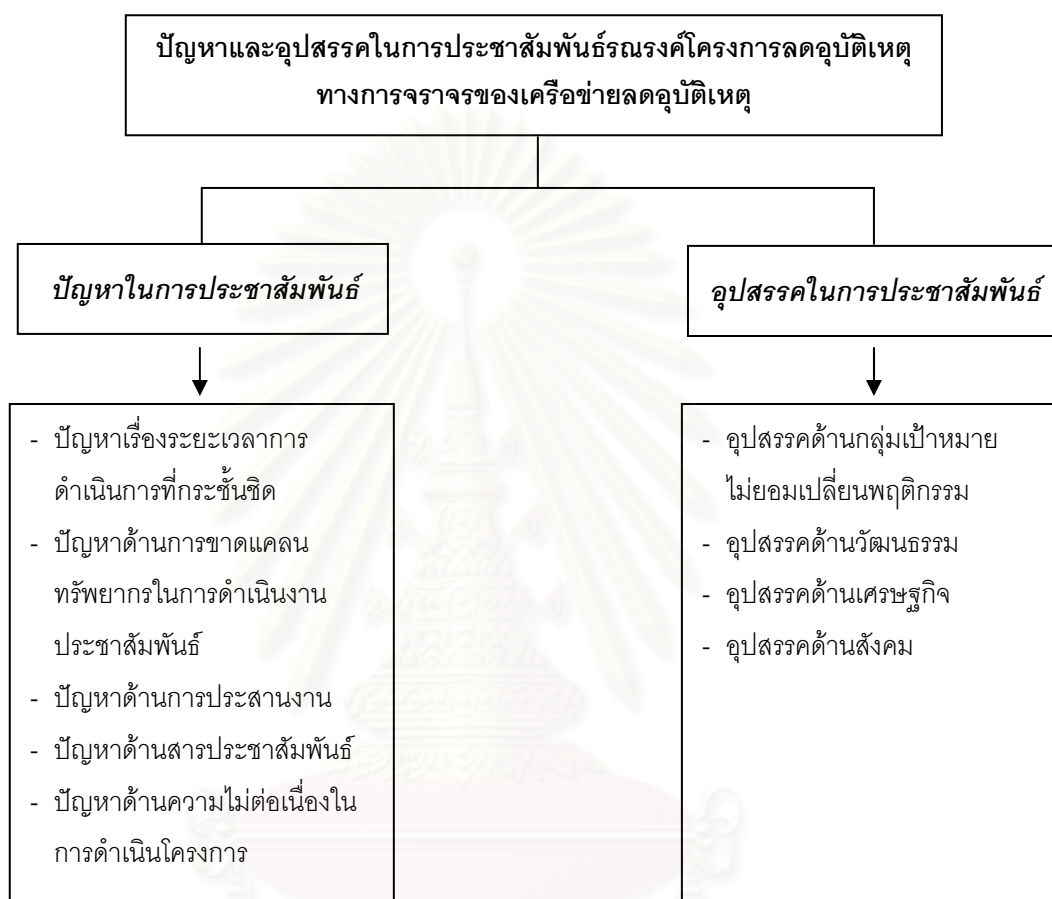 ปัญหาและอุปสรรคในการประชาสัมพันธ์รณรงค์โครงการลดอุบัติเหตุ
ทางการจราจรของเครือข่ายลดอุบัติเหตุ
ปัญหาในการประชาสัมพันธ์
อุปสรรคในการประชาสัมพันธ์
- ปัญหาเรื่องระยะเวลาการ
ดำเนินการที่กระชั้นชิด
- ปัญหาด้านการขาดแคลน
ทรัพยากรในการดำเนินงาน
ประชาสัมพันธ์
- ปัญหาด้านการประสานงาน
- ปัญหาด้านสารประชาสัมพันธ์
- ปัญหาด้านความไม่ต่อเนื่องใน
การดำเนินโครงการ
- อุปสรรคด้านกลุ่มเป้าหมาย
ไม่ยอมเปลี่ยนพฤติกรรม
- อุปสรรคด้านวัฒนธรรม
- อุปสรรคด้านเศรษฐกิจ
- อุปสรรคด้านสังคม